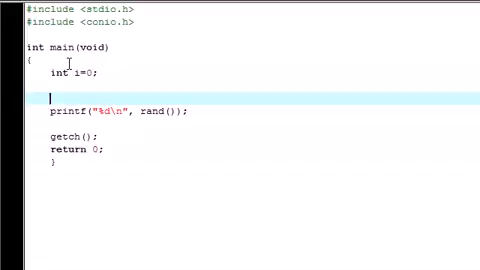 #include <stdio.h>
#include <conio.h>
int main(void)
{
int i=0;
printf("%d\n", rand());
getch();
return 0;
}